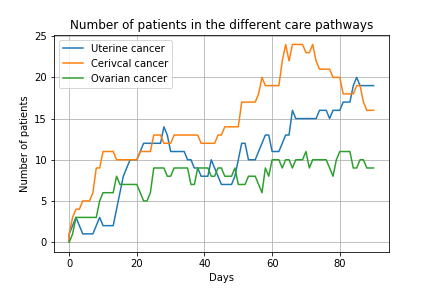 Number of patients in the different care pathways
Uterine cancer
Cerivcal cancer
Ovarian cancer
Number of patients
25
20
15
10
5
0
0
20
40
60
80
Days